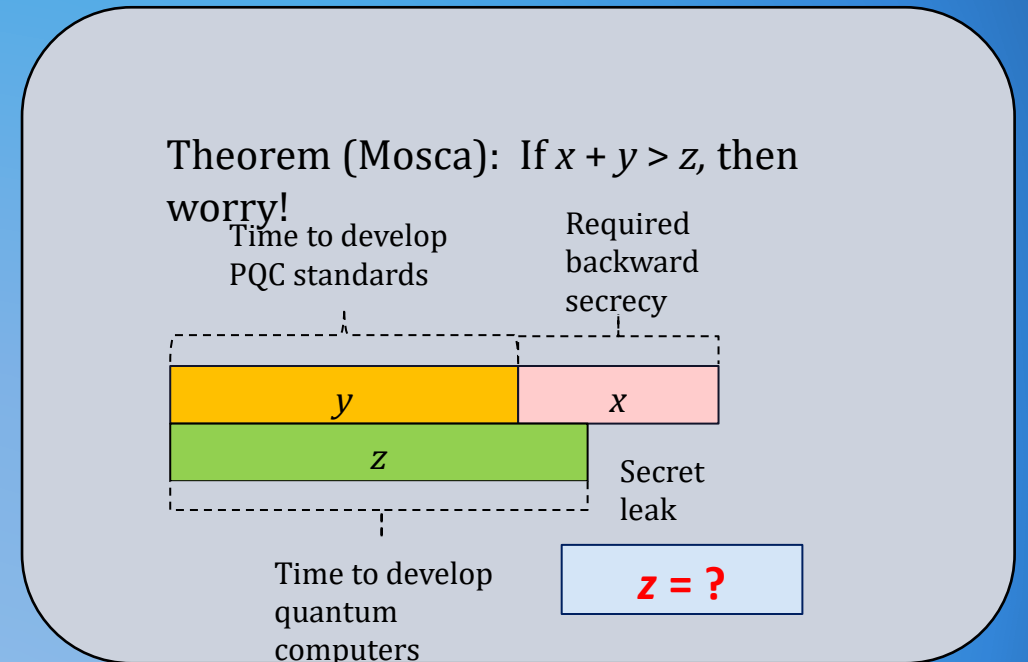 Theorem (Mosca): If x + y > z, then
worry!
Time to develop
PQC standards
Required
backward
secrecy
y
x
z
Secret
leak
Time to develop
quantum
computers
z = ?